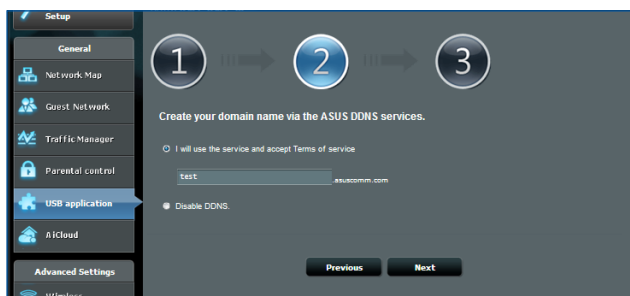 Setup
General
Network Map
Guest Network
Traffic Manager
Parental control
USB application
AiCloud
Advanced Settings
Wireless
1
2
3
Create your domain name via the ASUS DDNS services.
I will use the service and accept Terms of service
test .asuscomm.com
Disable DDNS.
Previous Next